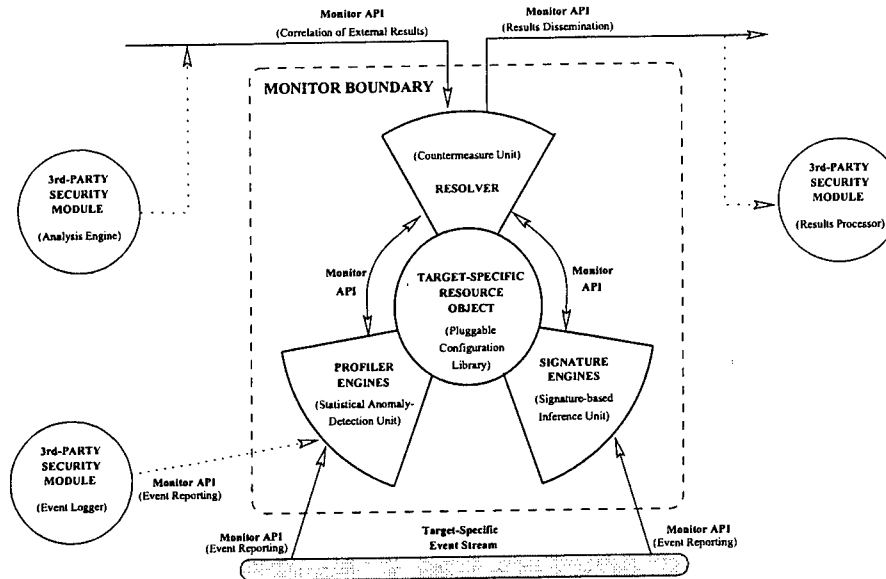 Monitor API
(Correlation of External Results)
Monitor API
(Results Dissemination)
MONITOR BOUNDARY
(Countermeasure Unit)
RESOLVER
3rd-PARTY
SECURITY
MODULE
(Analysis Engine)
3rd-PARTY
SECURITY
MODULE
(Results Processor)
Monitor
API
TARGET-SPECIFIC
RESOURCE
OBJECT
(Pluggable
Configuration
Library)
Monitor
API
PROFILER
ENGINES
(Statistical Anomaly-
Detection Unit)
SIGNATURE
ENGINES
(Signature-based
Inference Unit)
3rd-PARTY
SECURITY
MODULE
(Event Logger)
Monitor API
(Event Reporting)
Monitor API
(Event Reporting)
Target-Specific
Event Stream
Monitor API
(Event Reporting)